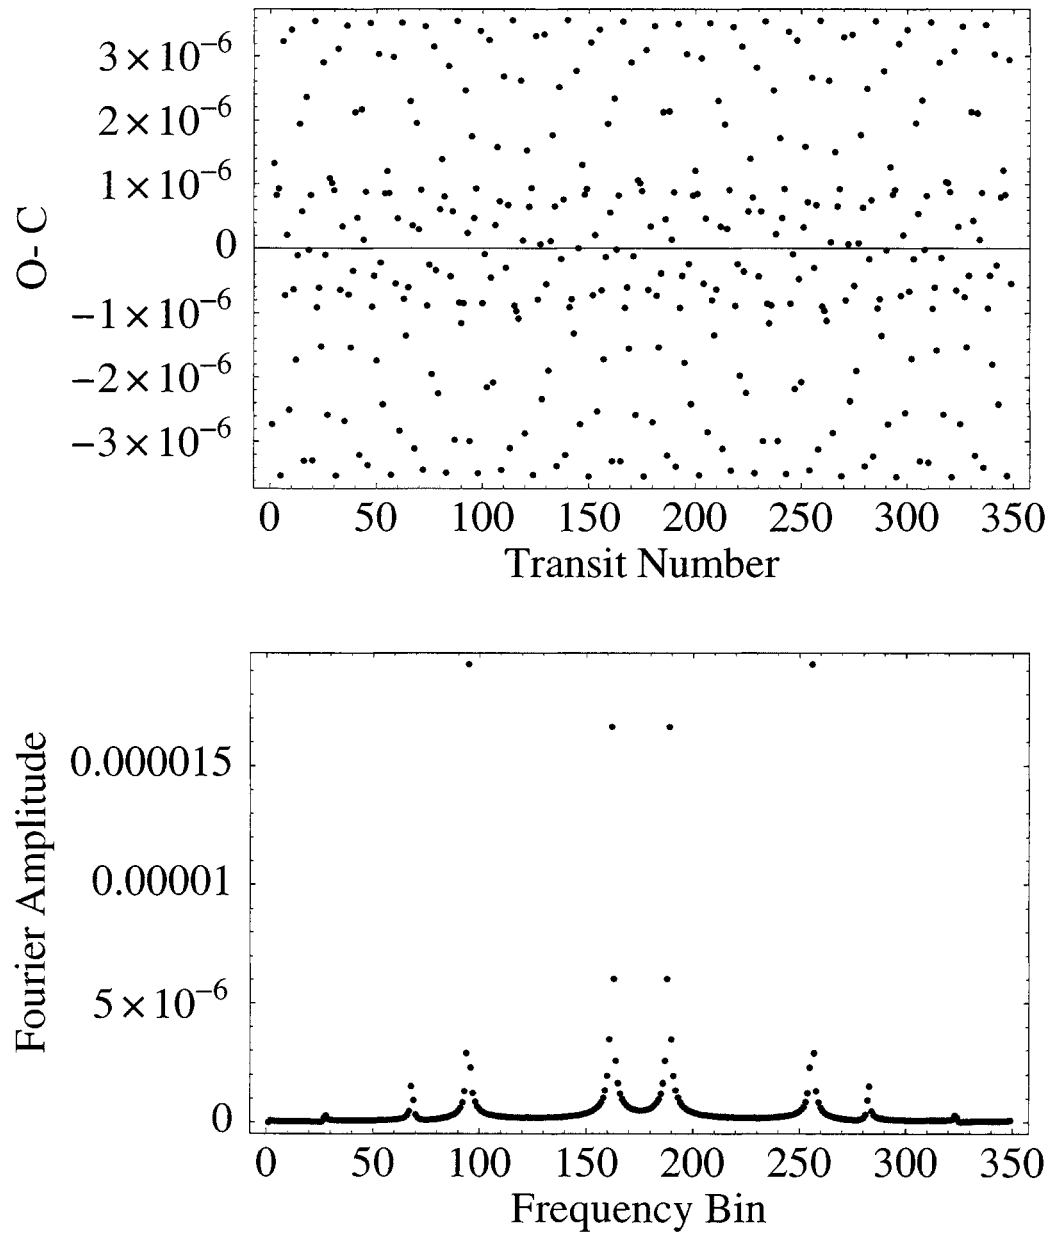 3×10⁻⁶
2×10⁻⁶
1×10⁻⁶
0
−1×10⁻⁶
−2×10⁻⁶
−3×10⁻⁶
O- C
0 50 100 150 200 250 300 350
Transit Number
0.000015
0.00001
5×10⁻⁶
0
Fourier Amplitude
0 50 100 150 200 250 300 350
Frequency Bin